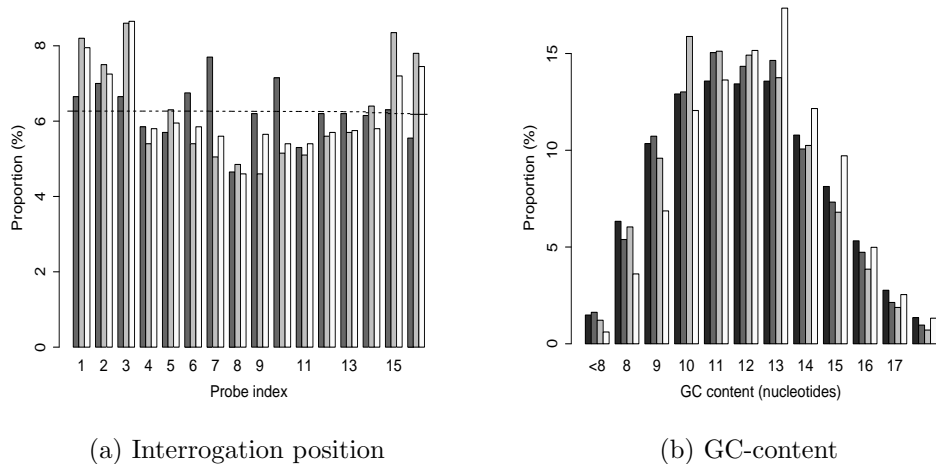 Proportion (%)
8
6
4
2
0
1 2 3 4 5 6 7 8 9 11 13 15
Probe index
(a) Interrogation position
Proportion (%)
15
10
5
0
<8 8 9 10 11 12 13 14 15 16 17
GC content (nucleotides)
(b) GC-content